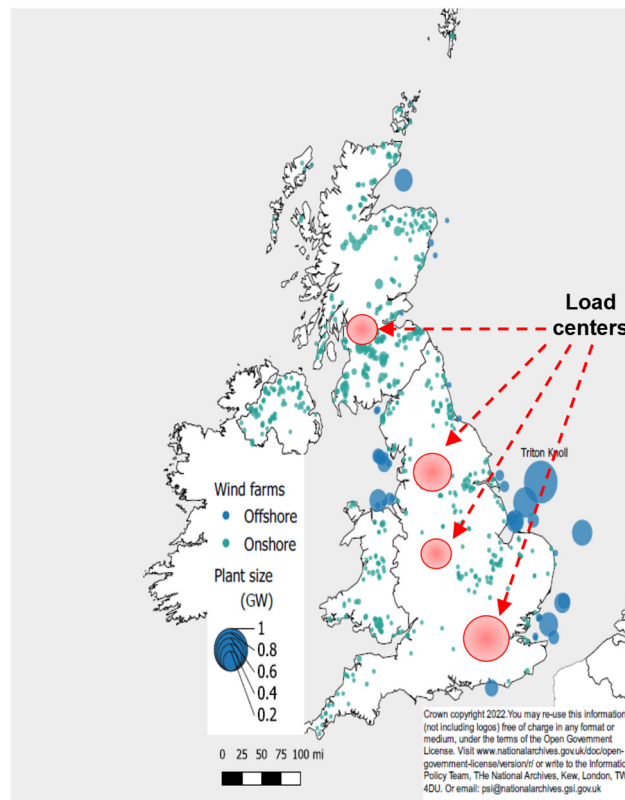 Load
centers
Triton Knoll
Wind farms
Offshore
Onshore
Plant size
(GW)
1
0.8
0.6
0.4
0.2
0 25 50 75 100 mi
Crown copyright 2022.You may re-use this information
(not including logos) free of charge in any format or
medium, under the terms of the Open Government
License. Visit www.nationalarchives.gov.uk/doc/open-
government-license/version/r/ or write to the Informatio
Policy Team, THe National Archives, Kew, London, TW
4DU. Or email: psi@nationalarchives.gsi.gov.uk